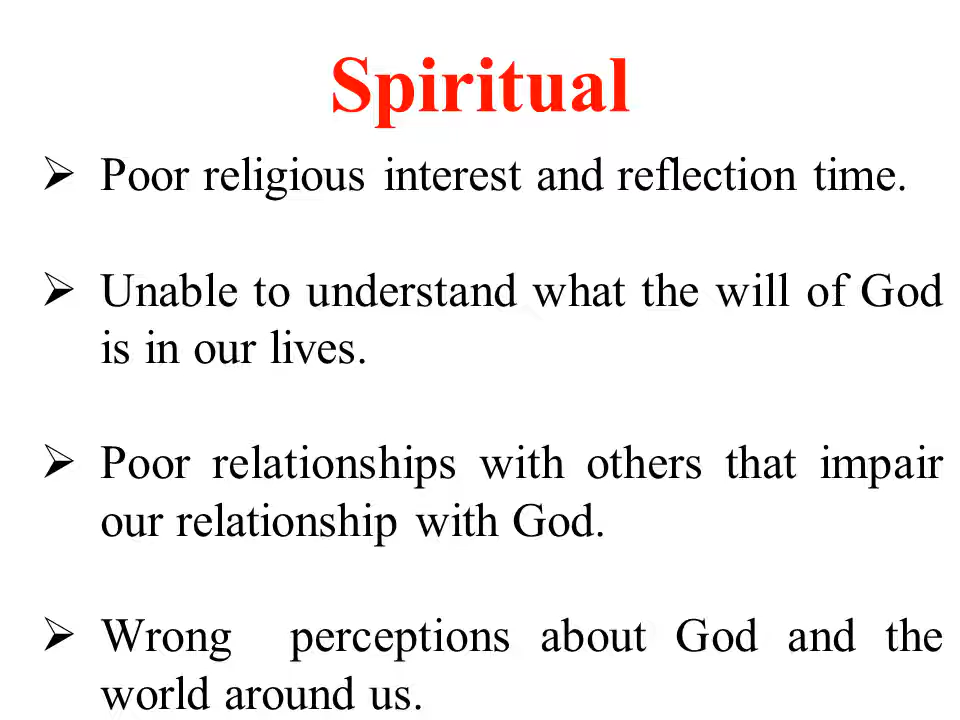 Spiritual
➢ Poor religious interest and reflection time.
➢ Unable to understand what the will of God
is in our lives.
➢ Poor relationships with others that impair
our relationship with God.
➢ Wrong perceptions about God and the
world around us.